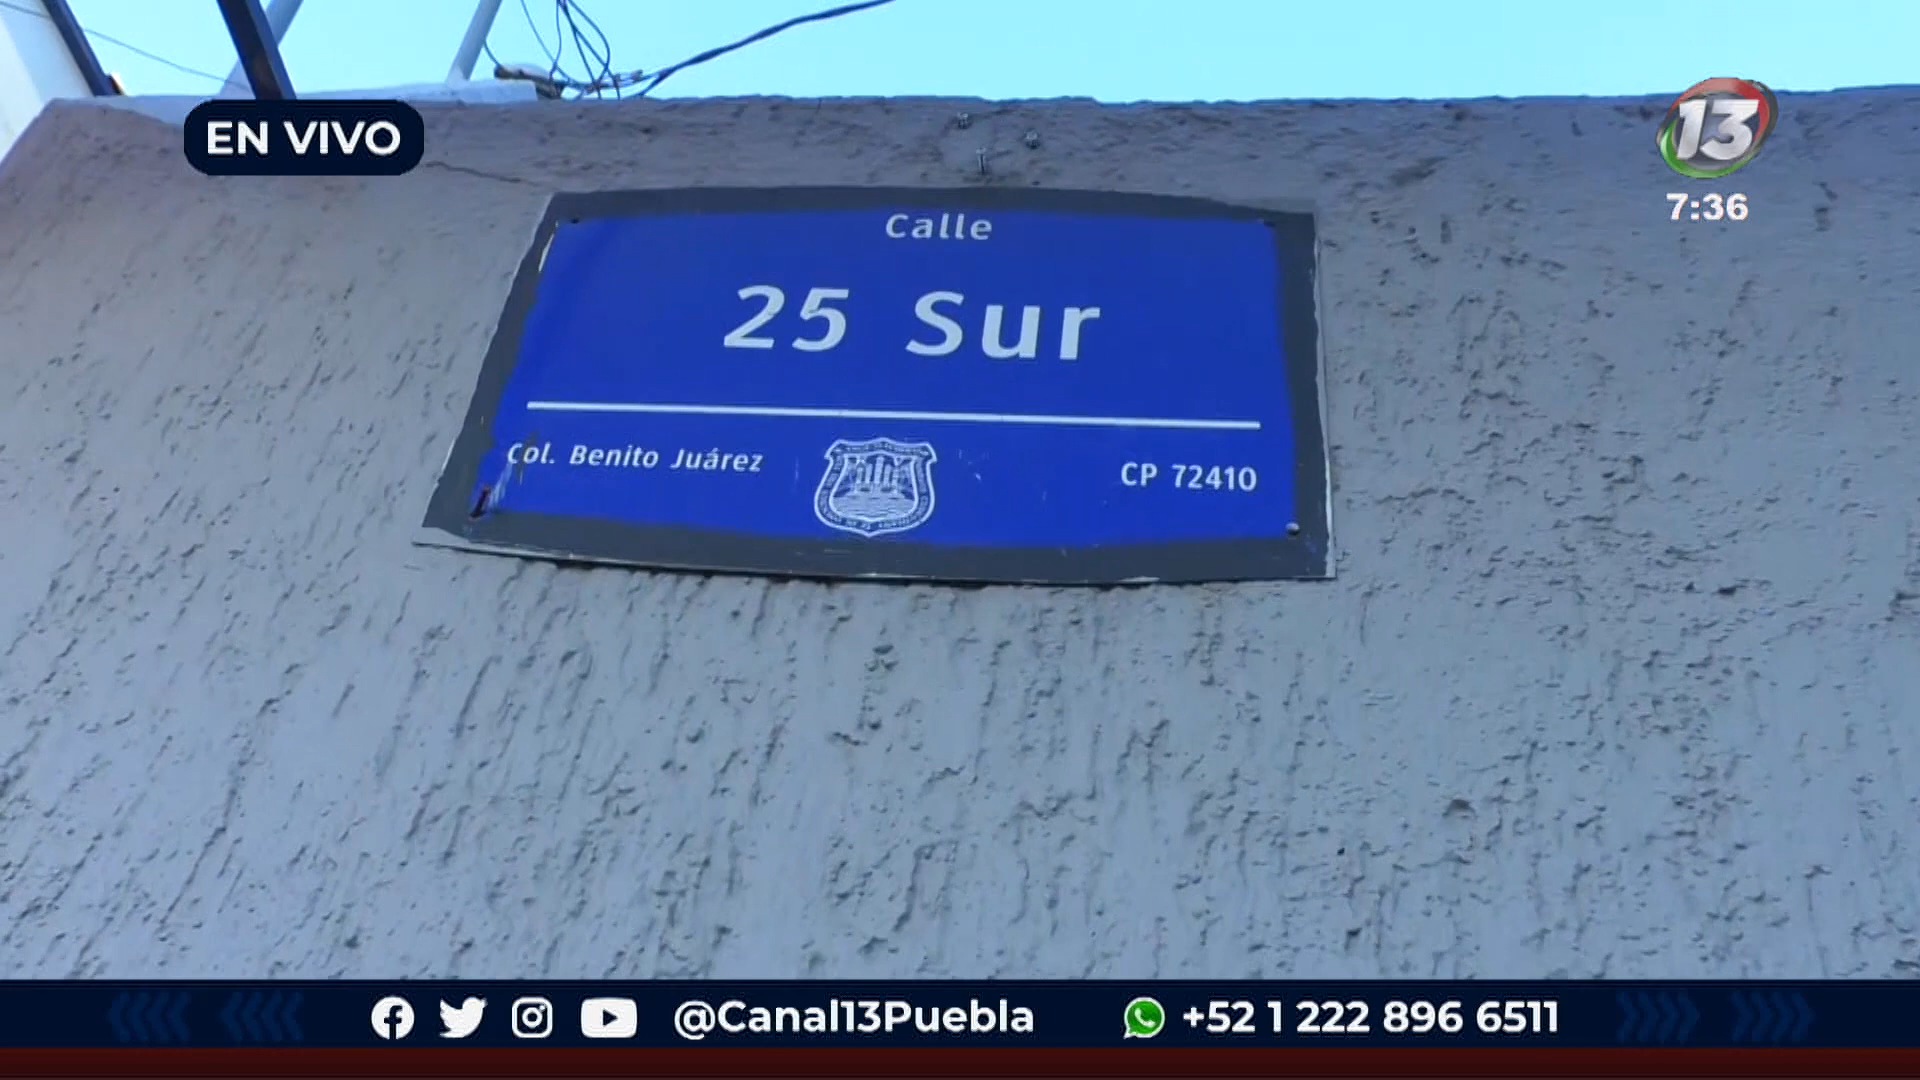 EN VIVO
13
7:36
Calle
25 Sur
Col. Benito Juárez
CP 72410
@Canal13Puebla
+52 1 222 896 6511